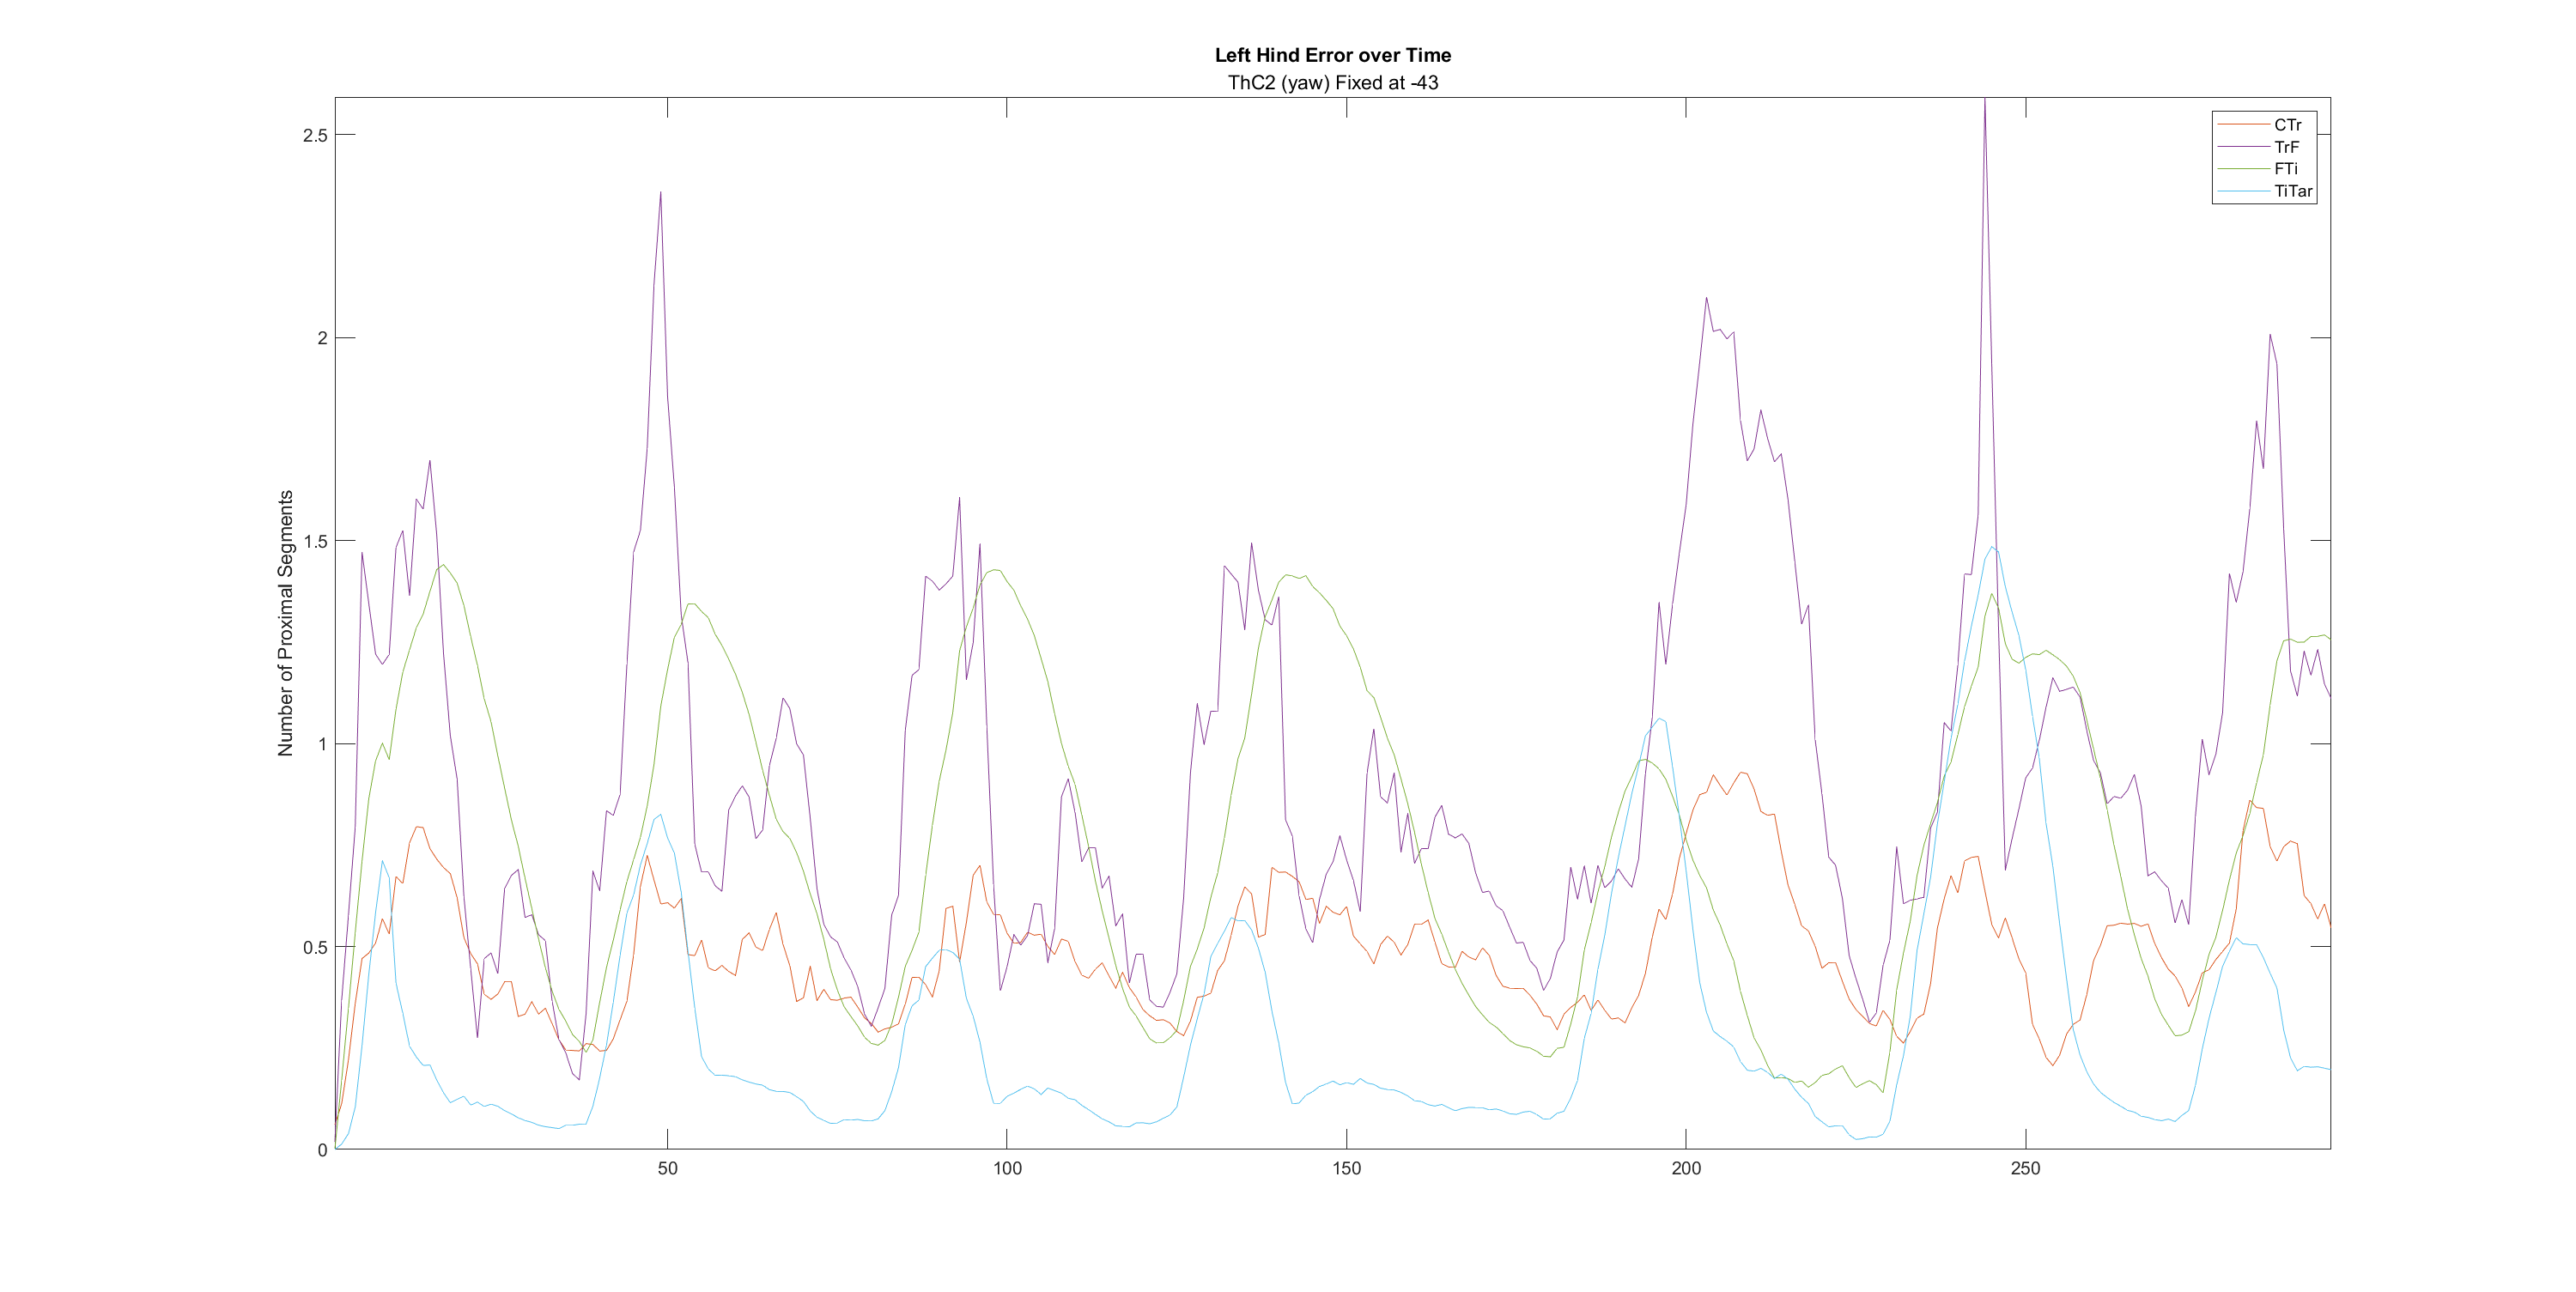 Left Hind Error over Time
ThC2 (yaw) Fixed at -43
CTr
TrF
FTi
TiTar
Number of Proximal Segments
2.5
2
1.5
1
0.5
0
50
100
150
200
250